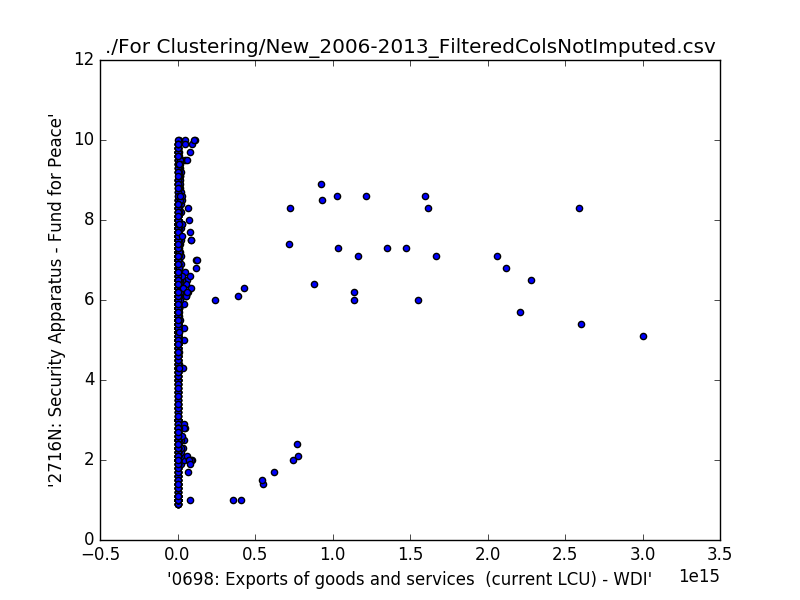 ./For Clustering/New_2006-2013_FilteredColsNotImputed.csv
12
10
8
6
4
2
0
'2716N: Security Apparatus - Fund for Peace'
−0.5 0.0 0.5 1.0 1.5 2.0 2.5 3.0 3.5
'0698: Exports of goods and services  (current LCU) - WDI'
1e15